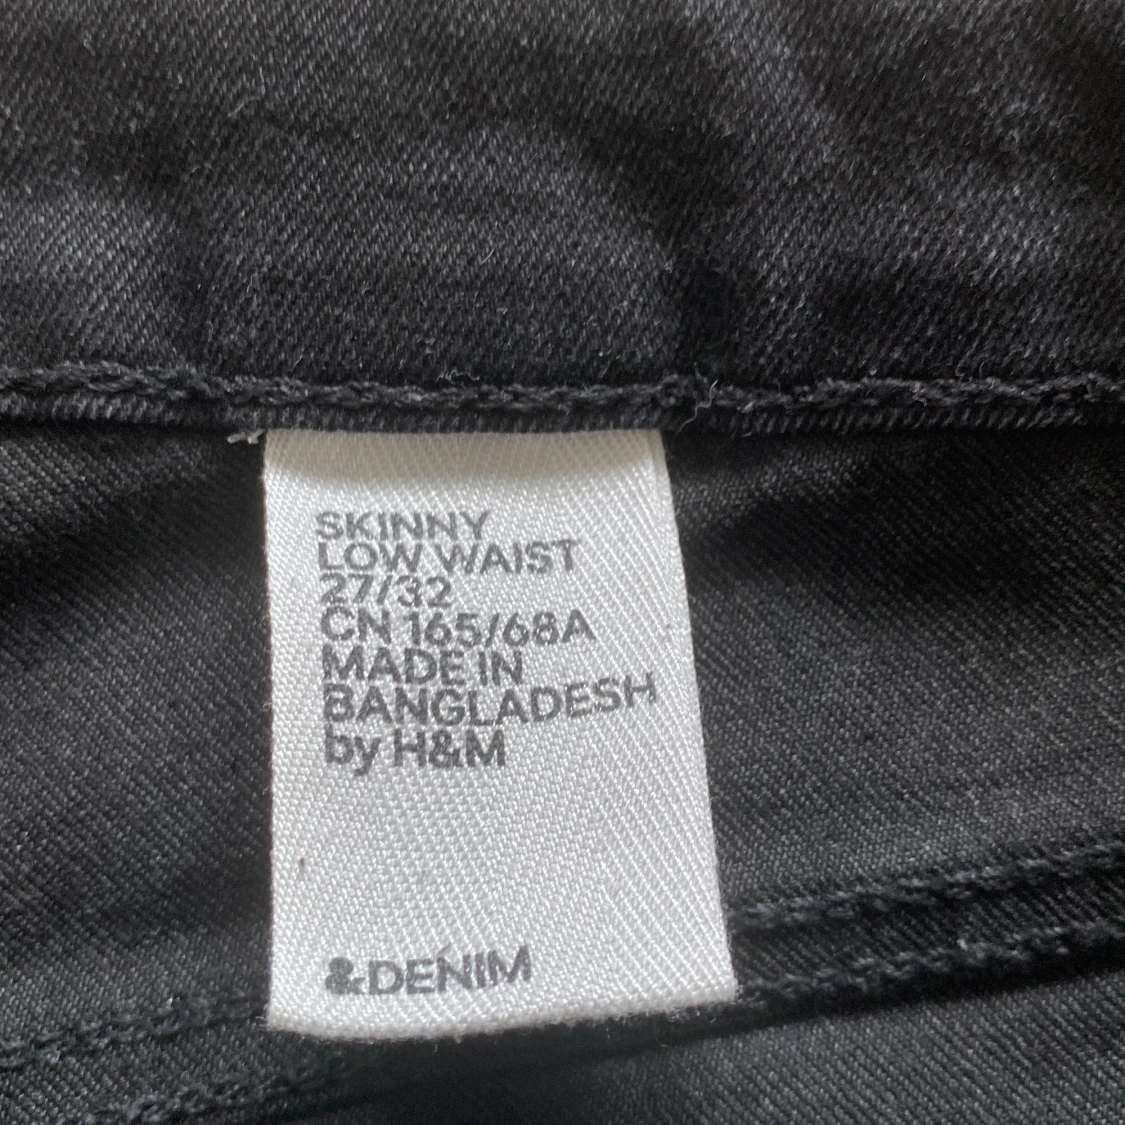 SKINNY
LOW WAIST
27/32
CN 165/68A
MADE IN
BANGLADESH
by H&M
&DENIM